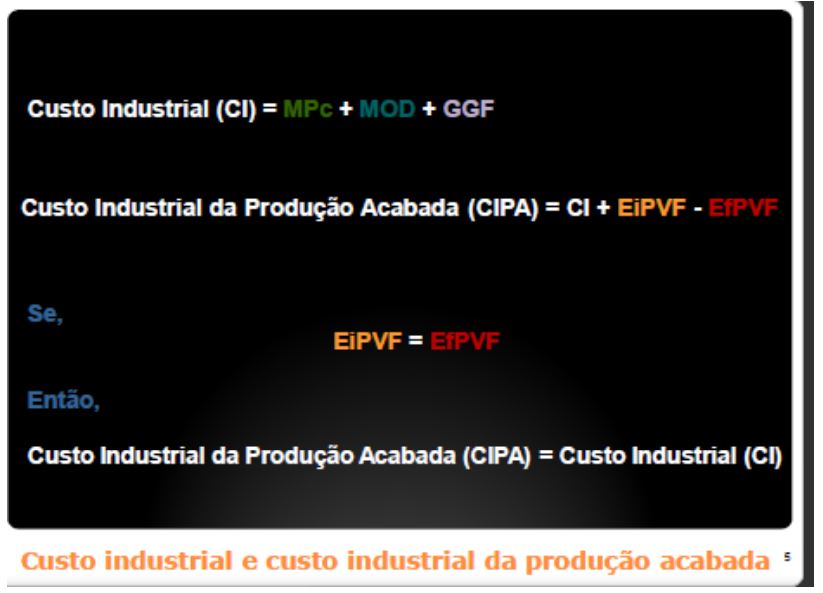 Custo Industrial (CI) = MPc + MOD + GGF
Custo Industrial da Produção Acabada (CIPA) = CI + EiPVF - EfPVF
Se,
EiPVF = EfPVF
Então,
Custo Industrial da Produção Acabada (CIPA) = Custo Industrial (CI)
Custo industrial e custo industrial da produção acabada 5